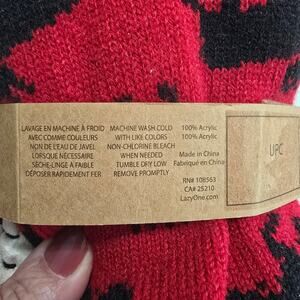 LAVAGE EN MACHINE À FROID
AVEC COMME COULEURS
NON DE L'EAU DE JAVEL
LORSQUE NÉCESSAIRE
SÈCHE-LINGE À FAIBLE
DÉPOSER RAPIDEMENT FER
MACHINE WASH COLD
WITH LIKE COLORS
NON-CHLORINE BLEACH
WHEN NEEDED
TUMBLE DRY LOW
REMOVE PROMPTLY
100% Acrylic
100% Acrylique
Made in China
Fabriqué en China
RN# 108563
CA# 25210
LazyOne.com
UPC